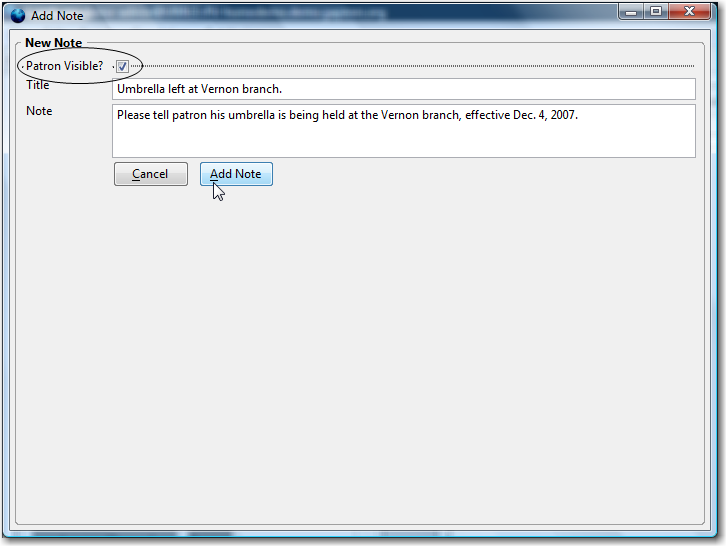 Add Note
New Note
Patron Visible?
Title
Umbrella left at Vernon branch.
Note
Please tell patron his umbrella is being held at the Vernon branch, effective Dec. 4, 2007.
Cancel
Add Note